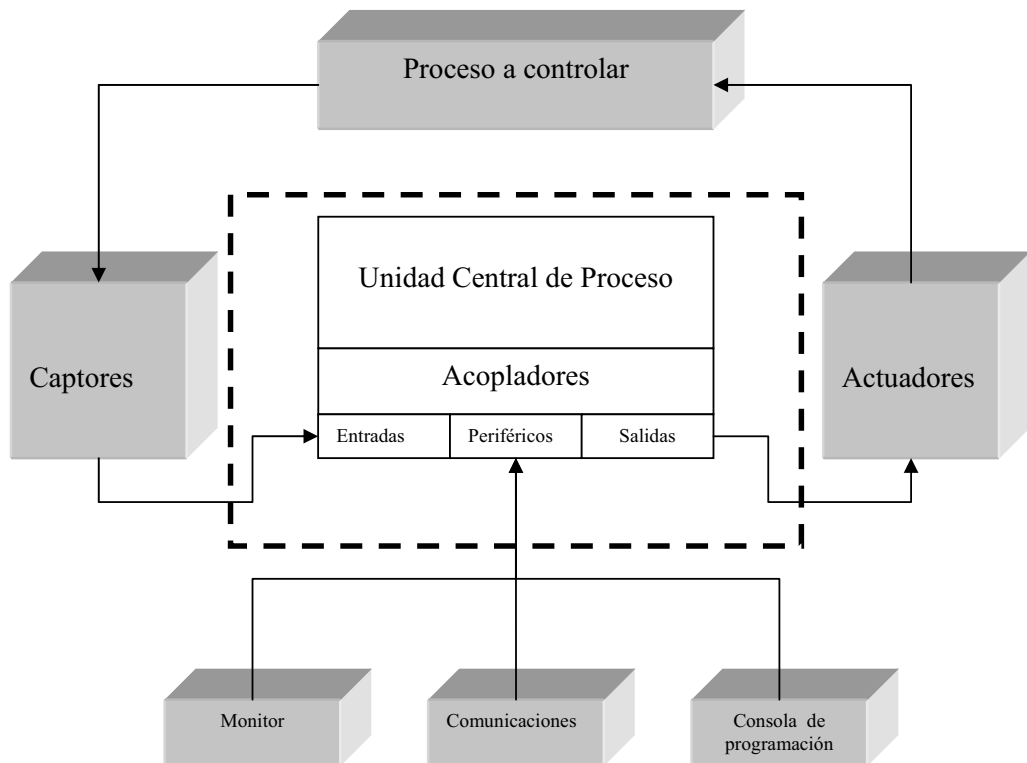 Proceso a controlar
Unidad Central de Proceso
Captores
Acopladores
Actuadores
Entradas
Periféricos
Salidas
Monitor
Comunicaciones
Consola de
programación